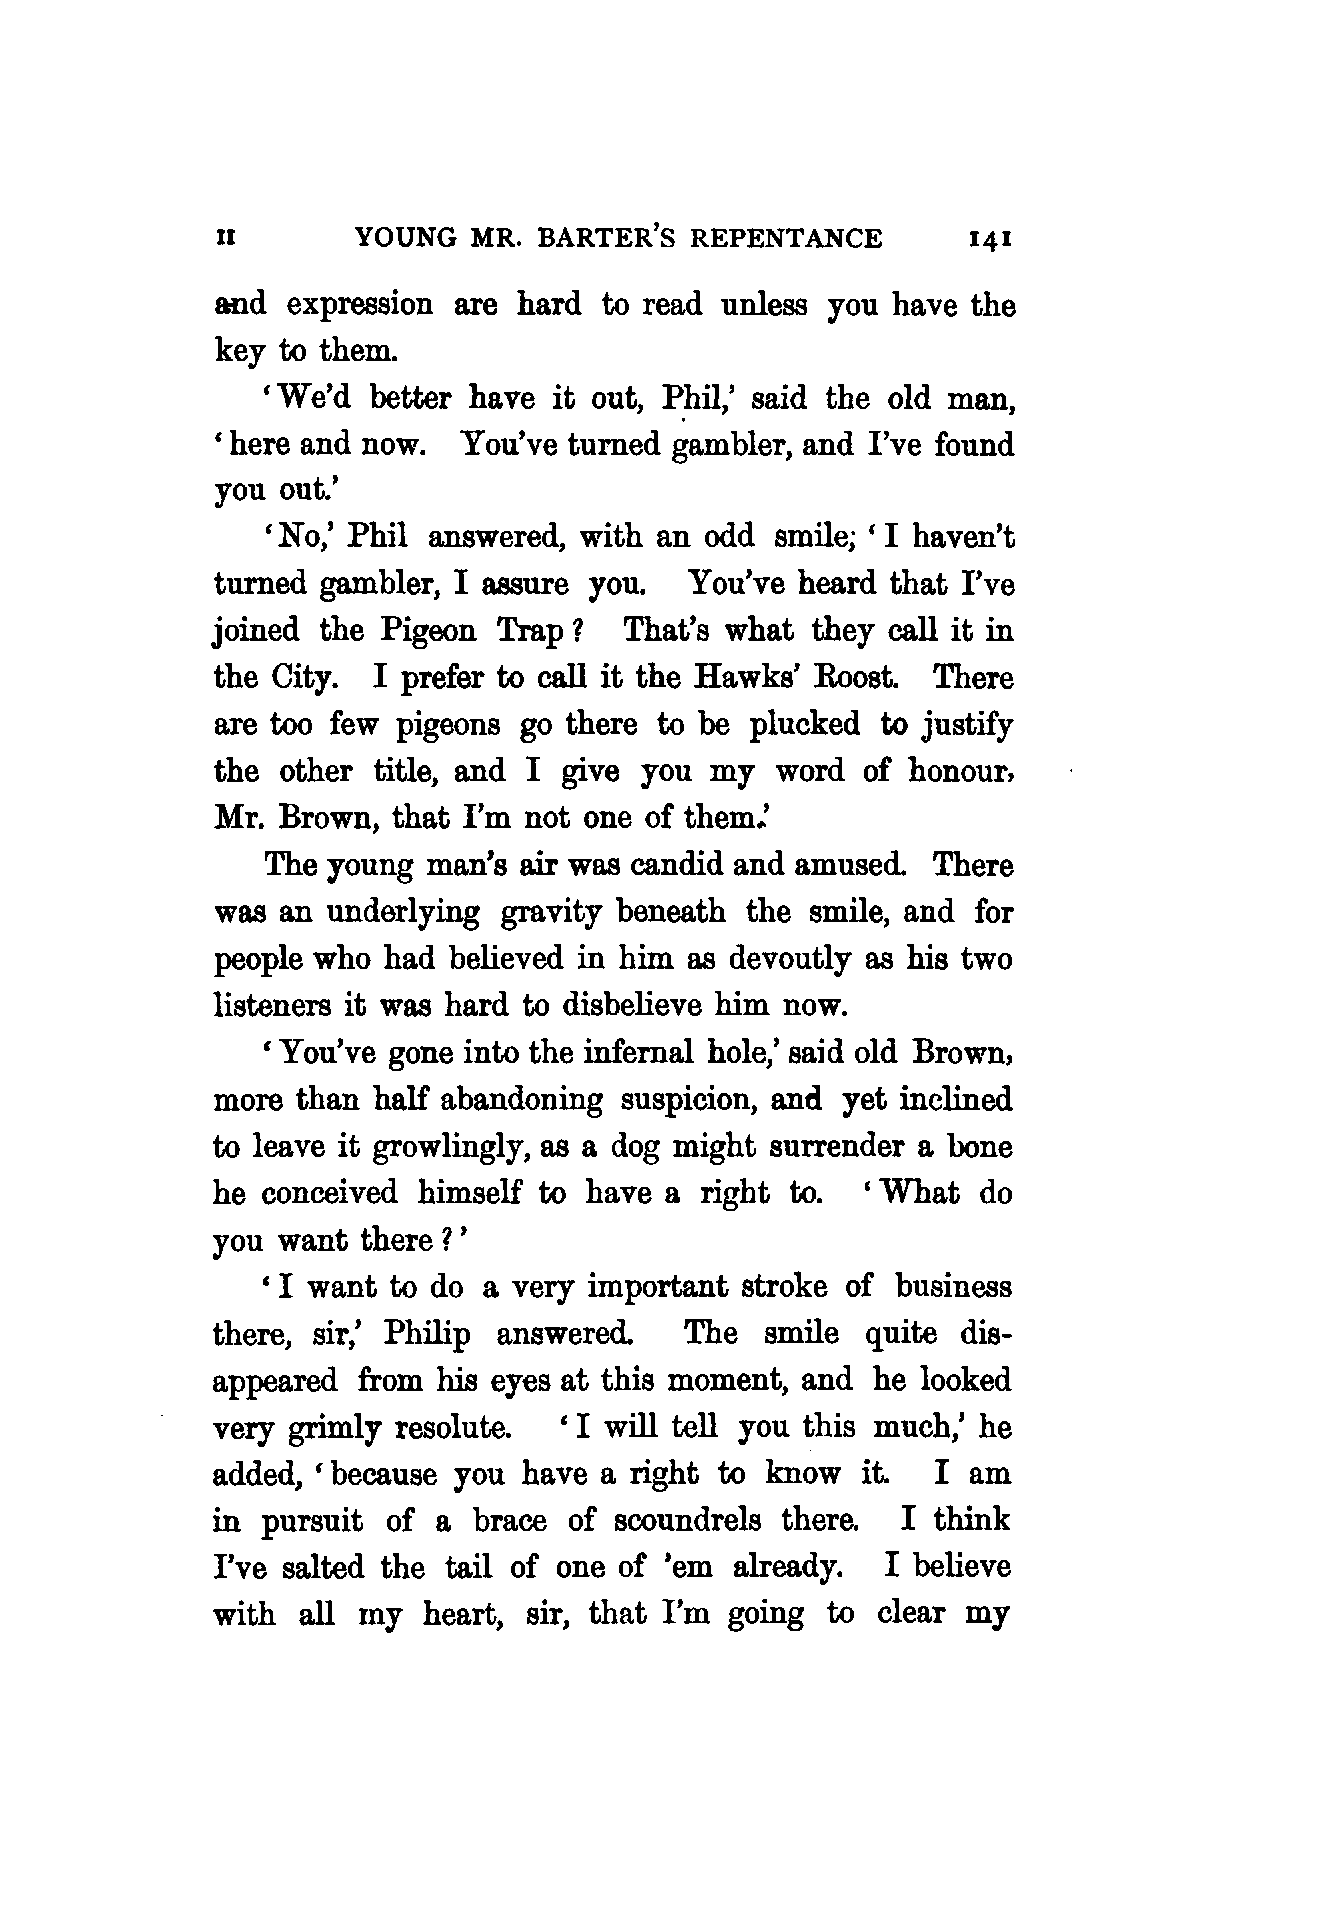 II YOUNG MR. BARTER'S REPENTANCE 141
and expression are hard to read unless you have the
key to them.
'We'd better have it out, Phil,' said the old man,
'here and now. You've turned gambler, and I've found
you out.'
'No,' Phil answered, with an odd smile; 'I haven't
turned gambler, I assure you. You've heard that I've
joined the Pigeon Trap? That's what they call it in
the City. I prefer to call it the Hawks' Roost. There
are too few pigeons go there to be plucked to justify
the other title, and I give you my word of honour,
Mr. Brown, that I'm not one of them.'
The young man's air was candid and amused. There
was an underlying gravity beneath the smile, and for
people who had believed in him as devoutly as his two
listeners it was hard to disbelieve him now.
'You've gone into the infernal hole,' said old Brown,
more than half abandoning suspicion, and yet inclined
to leave it growlingly, as a dog might surrender a bone
he conceived himself to have a right to. 'What do
you want there?'
'I want to do a very important stroke of business
there, sir,' Philip answered. The smile quite dis-
appeared from his eyes at this moment, and he looked
very grimly resolute. 'I will tell you this much,' he
added, 'because you have a right to know it. I am
in pursuit of a brace of scoundrels there. I think
I've salted the tail of one of 'em already. I believe
with all my heart, sir, that I'm going to clear my